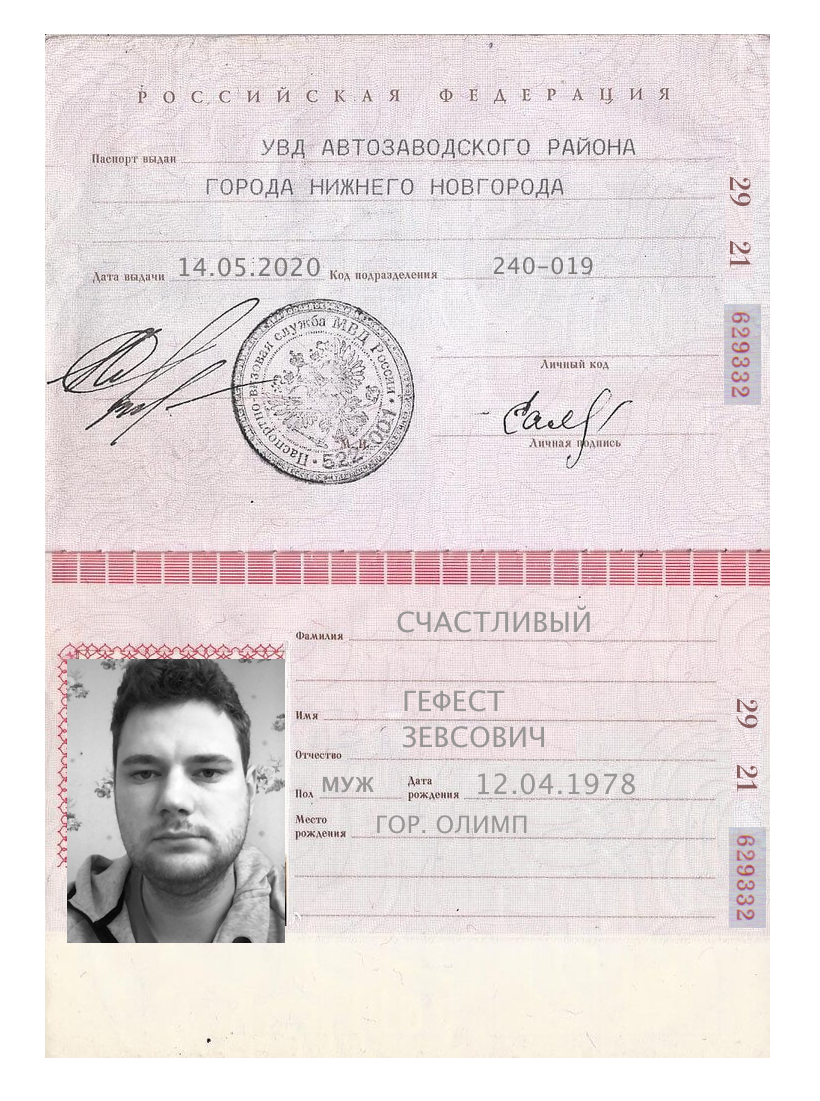 РОССИЙСКАЯ ФЕДЕРАЦИЯ
Паспорт выдан УВД АВТОЗАВОДСКОГО РАЙОНА
ГОРОДА НИЖНЕГО НОВГОРОДА
Дата выдачи 14.05.2020 Код подразделения 240-019
29 21 629332
Паспортно-визовая служба МВД России
522-001
М.П.
Личный код
Личная подпись
Фамилия СЧАСТЛИВЫЙ
Имя ГЕФЕСТ
Отчество ЗЕВСОВИЧ
Пол МУЖ Дата рождения 12.04.1978
Место рождения ГОР. ОЛИМП
29 21 629332